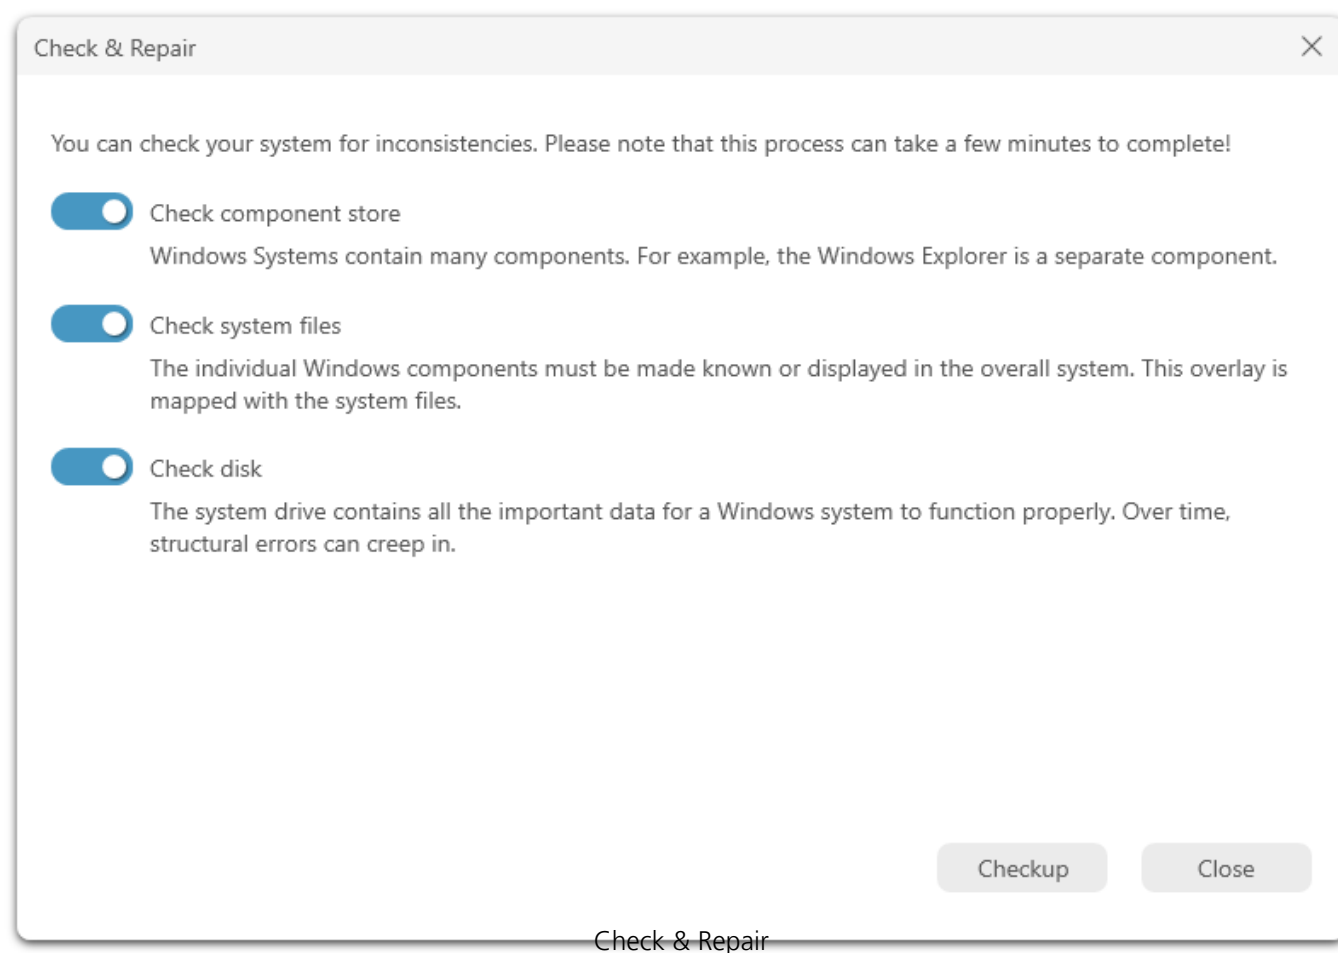 Check & Repair
You can check your system for inconsistencies. Please note that this process can take a few minutes to complete!
Check component store
Windows Systems contain many components. For example, the Windows Explorer is a separate component.
Check system files
The individual Windows components must be made known or displayed in the overall system. This overlay is
mapped with the system files.
Check disk
The system drive contains all the important data for a Windows system to function properly. Over time,
structural errors can creep in.
Checkup
Close
Check & Repair